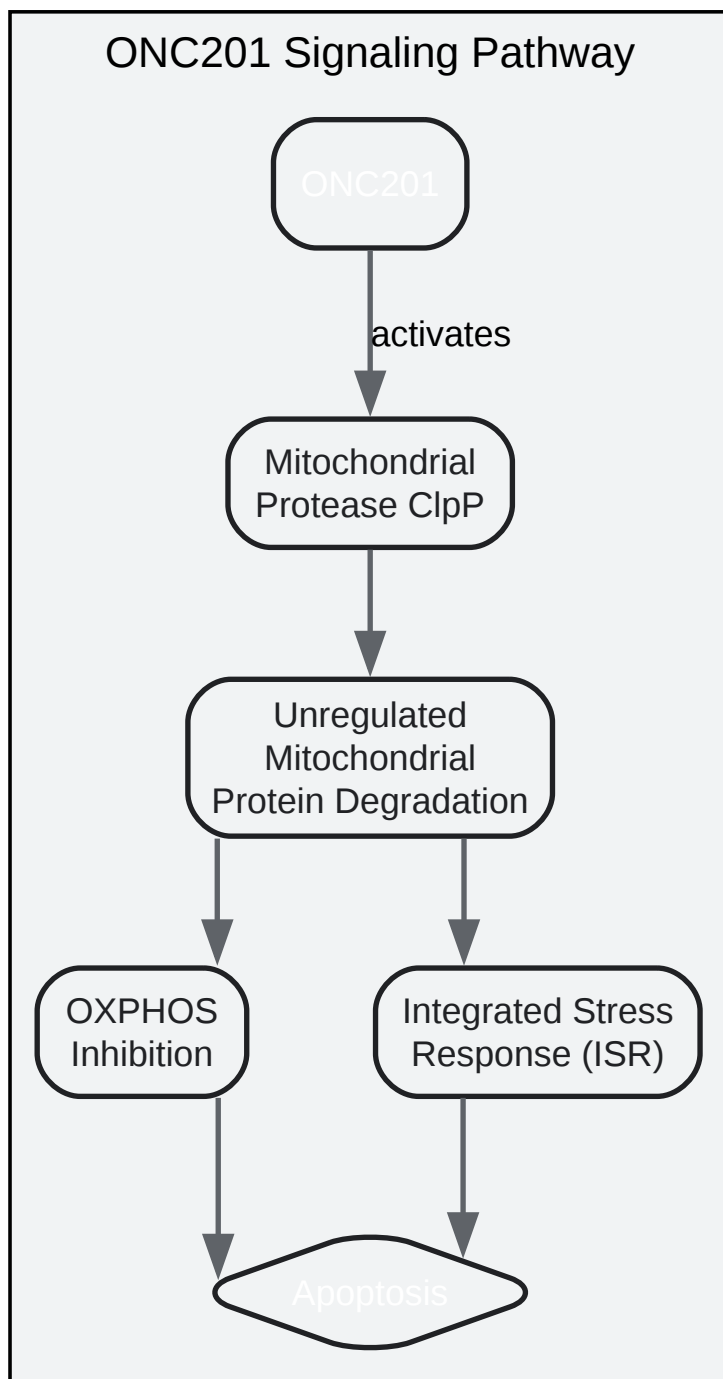 ONC201 Signaling Pathway
ONC201
activates
Mitochondrial
Protease ClpP
Unregulated
Mitochondrial
Protein Degradation
OXPHOS
Inhibition
Integrated Stress
Response (ISR)
Apoptosis